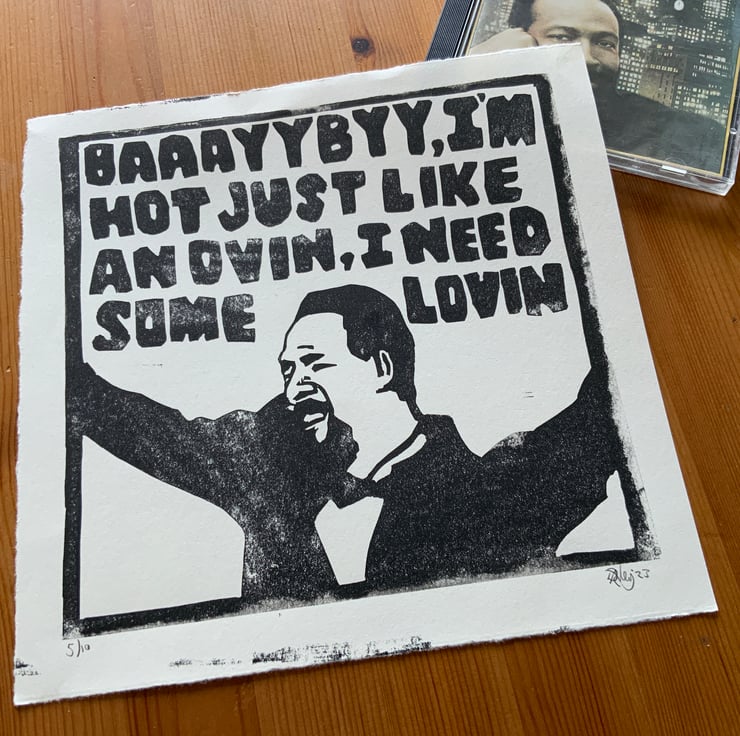 BAAAYYBYY, I'M
HOT JUST LIKE
AN OVIN, I NEED
SOME LOVIN
5/10